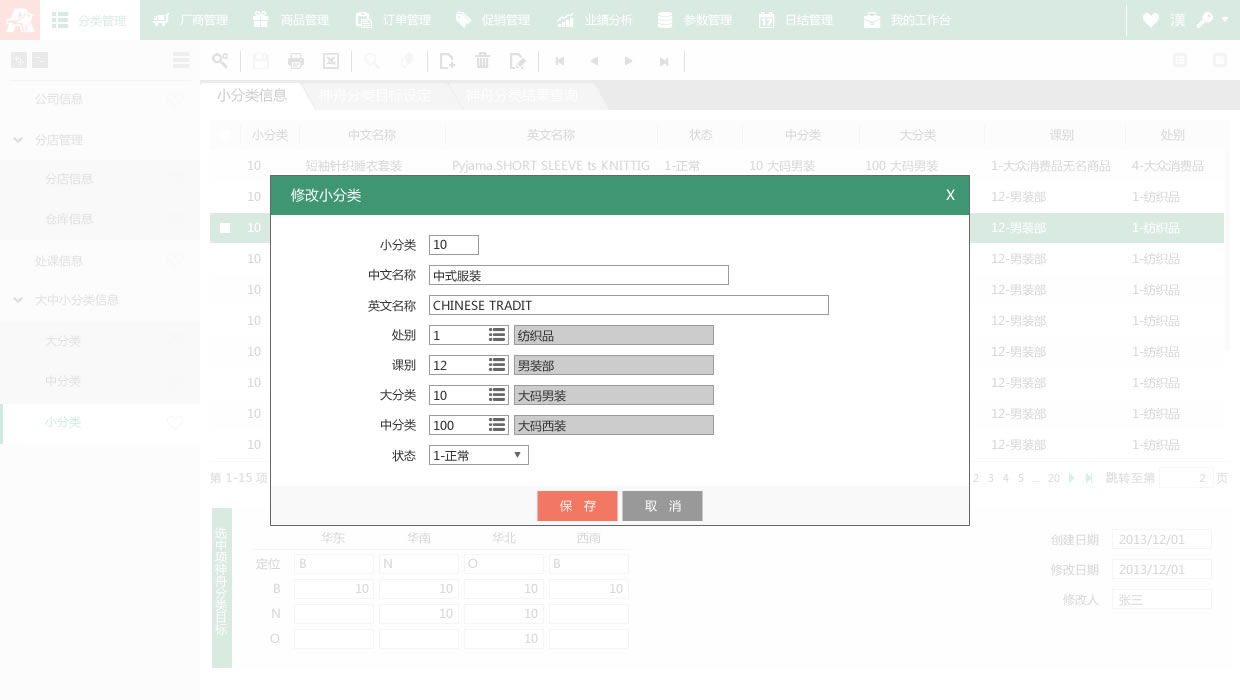 分类管理 厂商管理 商品管理 订单管理 促销管理 业绩分析 参数管理 日结管理 我的工作台 漢
公司信息
分店管理
分店信息
仓库信息
处课信息
大中小分类信息
大分类
中分类
小分类
小分类信息 神舟分类目标设定 神舟分类结果查询
小分类 中文名称 英文名称 状态 中分类 大分类 课别 处别
10 短袖针织睡衣套装 Pyjama.SHORT SLEEVE ts KNITTIG 1-正常 10 大码男装 100 大码男装 1-大众消费品无名商品 4-大众消费品
10 12-男装部 1-纺织品
10 12-男装部 1-纺织品
10 12-男装部 1-纺织品
10 12-男装部 1-纺织品
10 12-男装部 1-纺织品
10 12-男装部 1-纺织品
10 12-男装部 1-纺织品
10 12-男装部 1-纺织品
10 12-男装部 1-纺织品
第 1-15 项 2 3 4 5 ... 20 跳转至第 2 页
修改小分类 X
小分类 10
中文名称 中式服装
英文名称 CHINESE TRADIT
处别 1 纺织品
课别 12 男装部
大分类 10 大码男装
中分类 100 大码西装
状态 1-正常
保 存 取 消
选中项神舟分类目标
华东 华南 华北 西南
定位 B N O B
B 10 10 10 10
N 10 10
O 10
创建日期 2013/12/01
修改日期 2013/12/01
修改人 张三